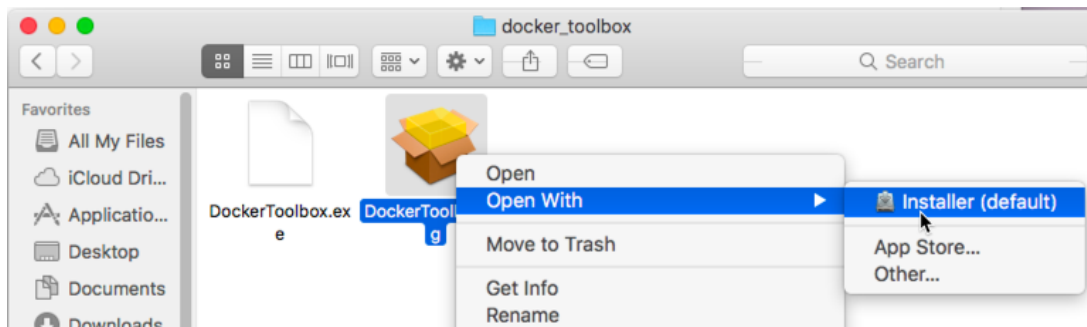 docker_toolbox
Search
Favorites
All My Files
iCloud Dri...
Applicatio...
Desktop
Documents
Downloads
DockerToolbox.ex
e
DockerTool
g
Open
Open With
Move to Trash
Get Info
Rename
Installer (default)
App Store...
Other...